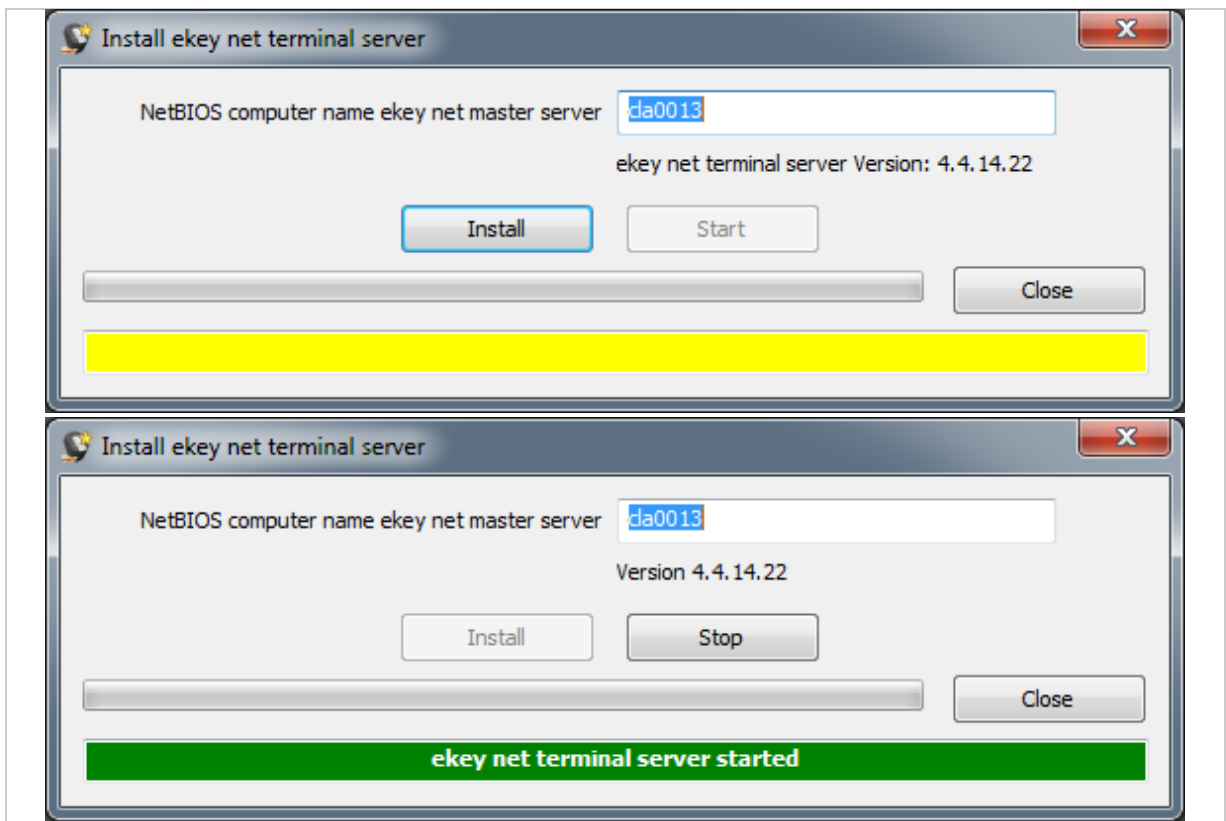 Install ekey net terminal server
NetBIOS computer name ekey net master server da0013
ekey net terminal server Version: 4.4.14.22
Install Start
Close
Install ekey net terminal server
NetBIOS computer name ekey net master server da0013
Version 4.4.14.22
Install Stop
Close
ekey net terminal server started